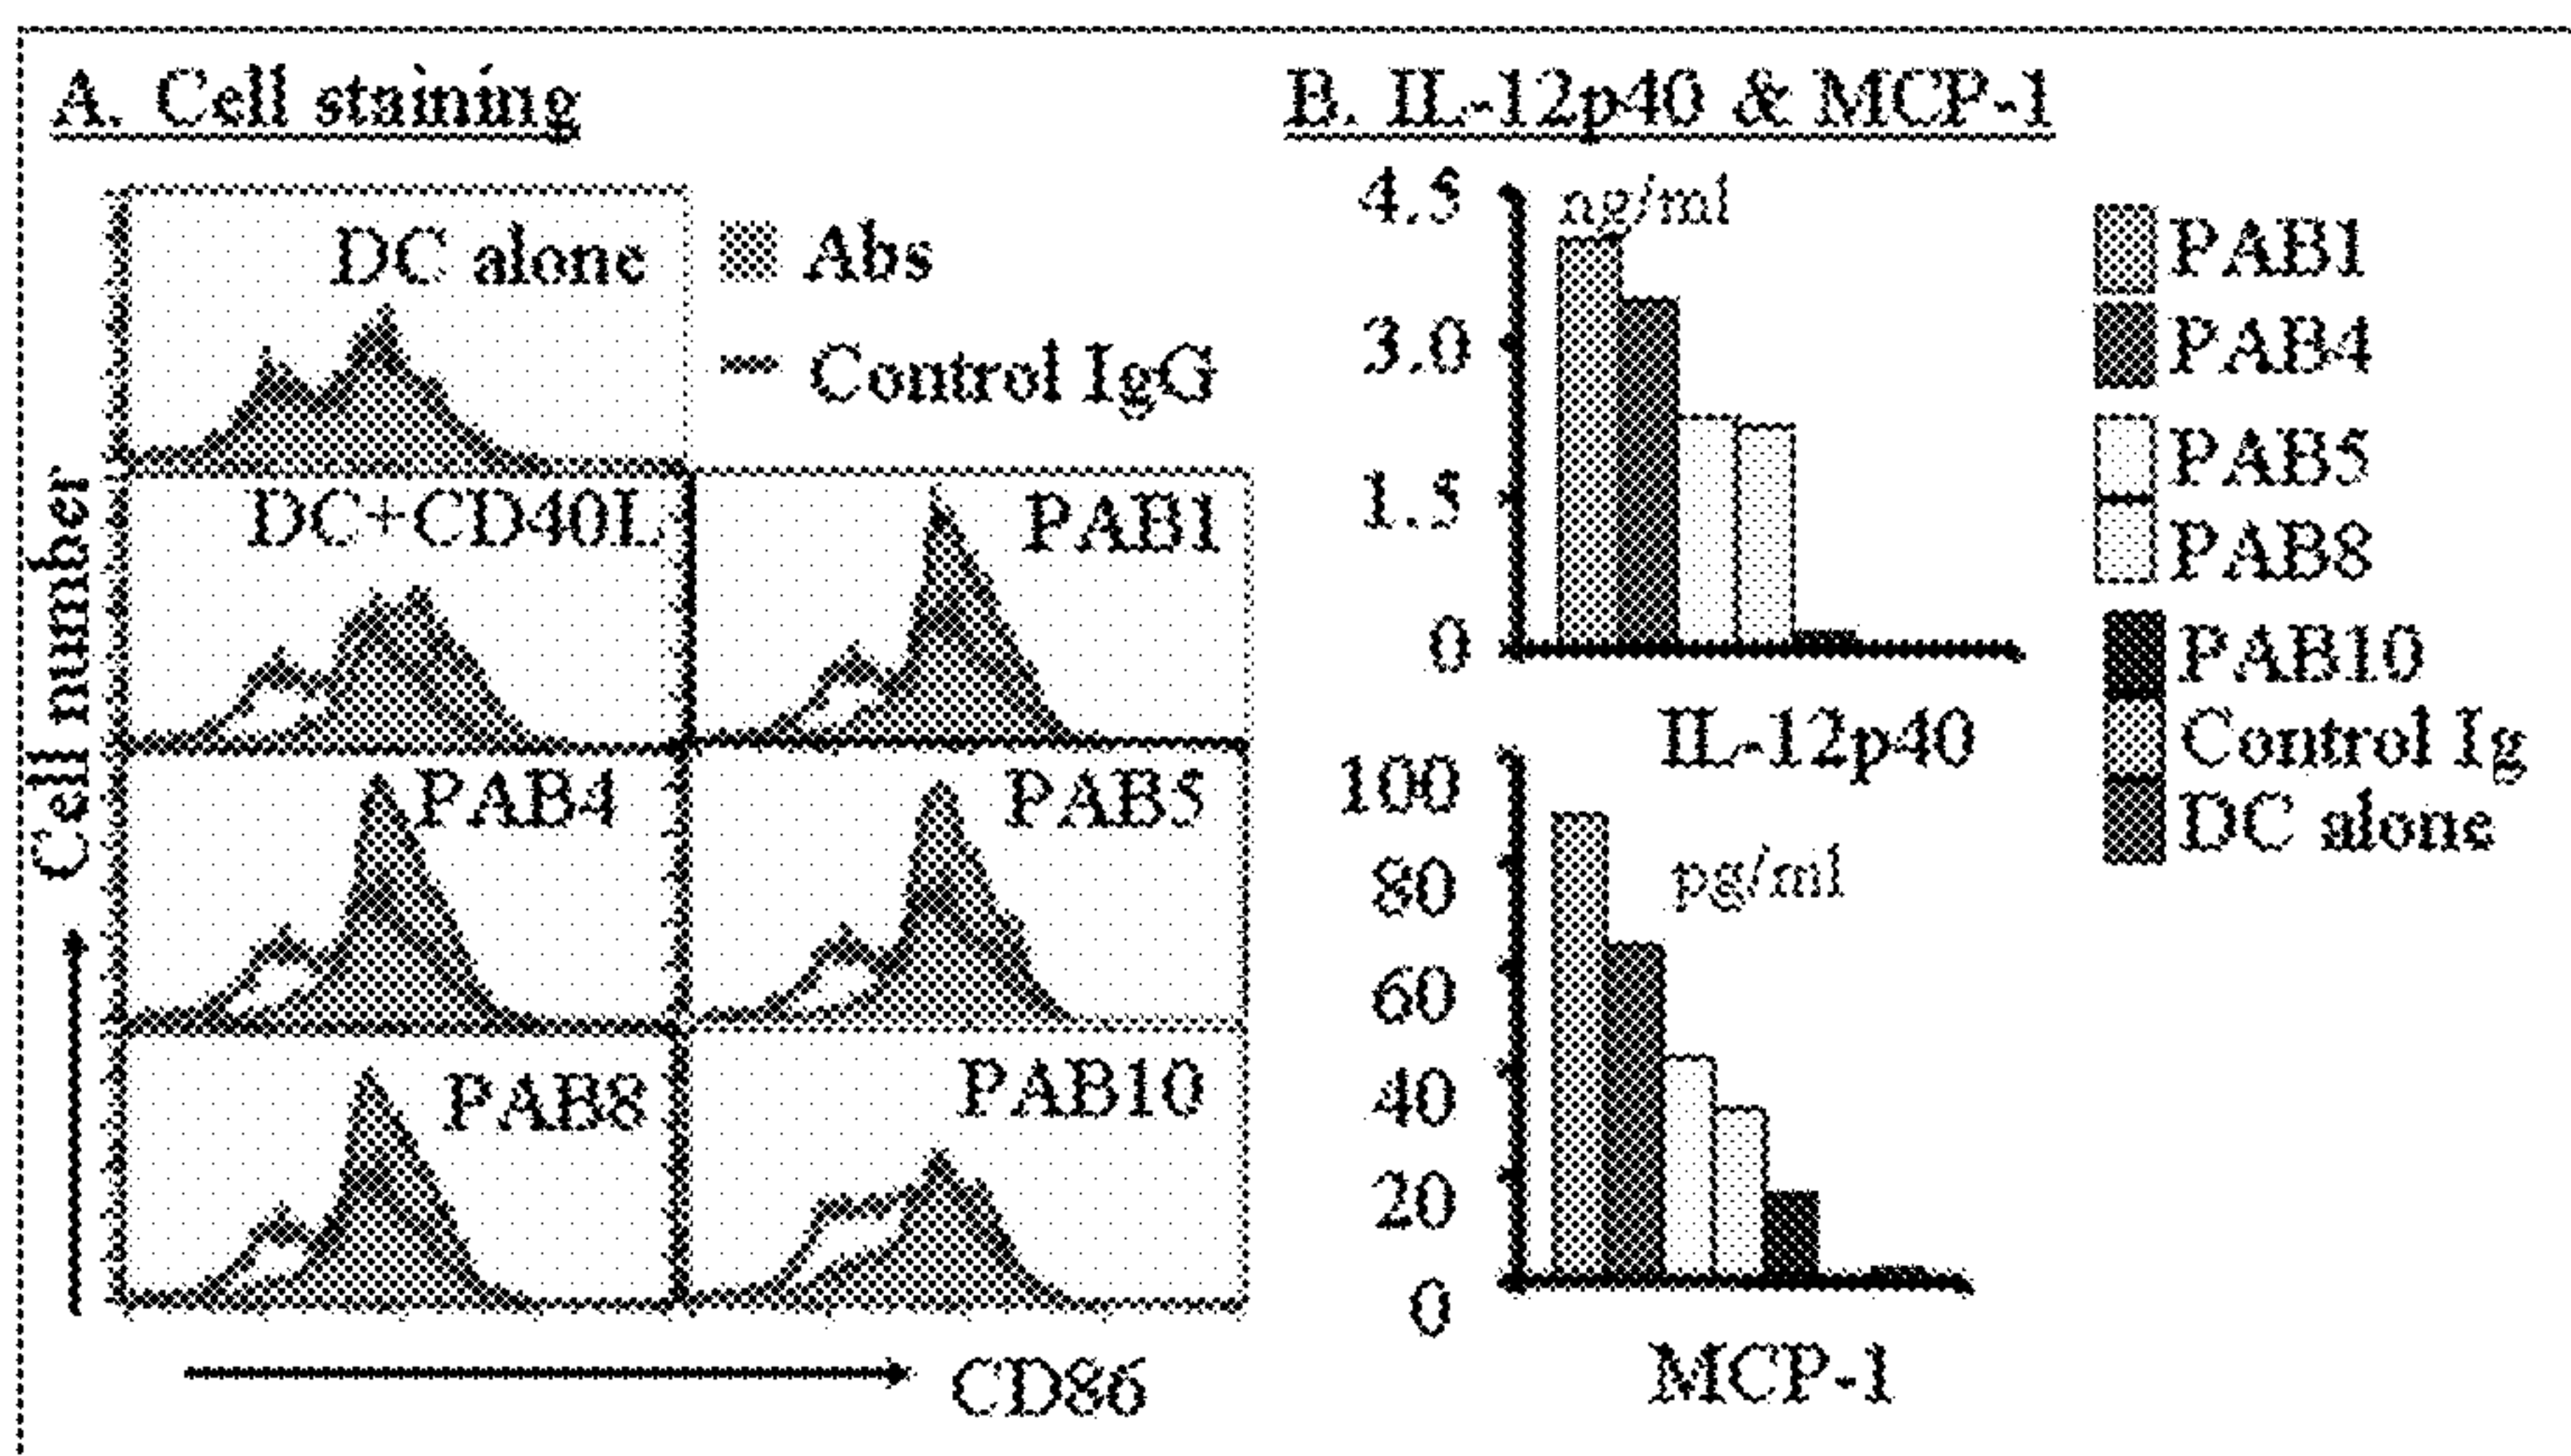 A. Cell staining
DC alone
Abs
Control IgG
DC+CD40L
PAB1
PAB4
PAB5
PAB8
PAB10
Cell number
CD86
B. IL-12p40 & MCP-1
4.5
ng/ml
3.0
1.5
0
IL-12p40
100
80
pg/ml
60
40
20
0
MCP-1
PAB1
PAB4
PAB5
PAB8
PAB10
Control Ig
DC alone